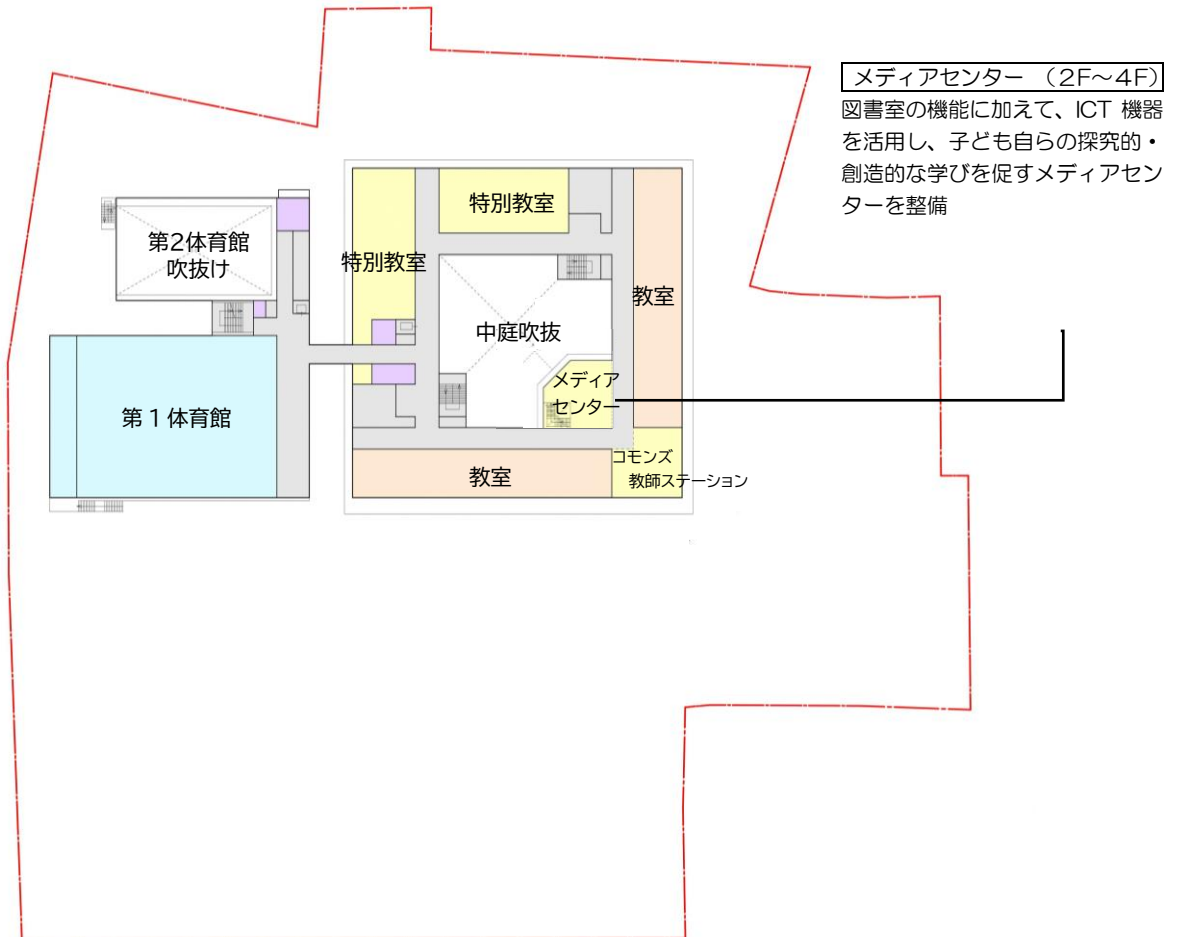 メディアセンター （2F～4F）
図書室の機能に加えて、ICT 機器
を活用し、子ども自らの探究的・
創造的な学びを促すメディアセン
ターを整備
特別教室
第2体育館
吹抜け
特別教室
教室
中庭吹抜
メディア
センター
第１体育館
コモンズ
教室
教師ステーション